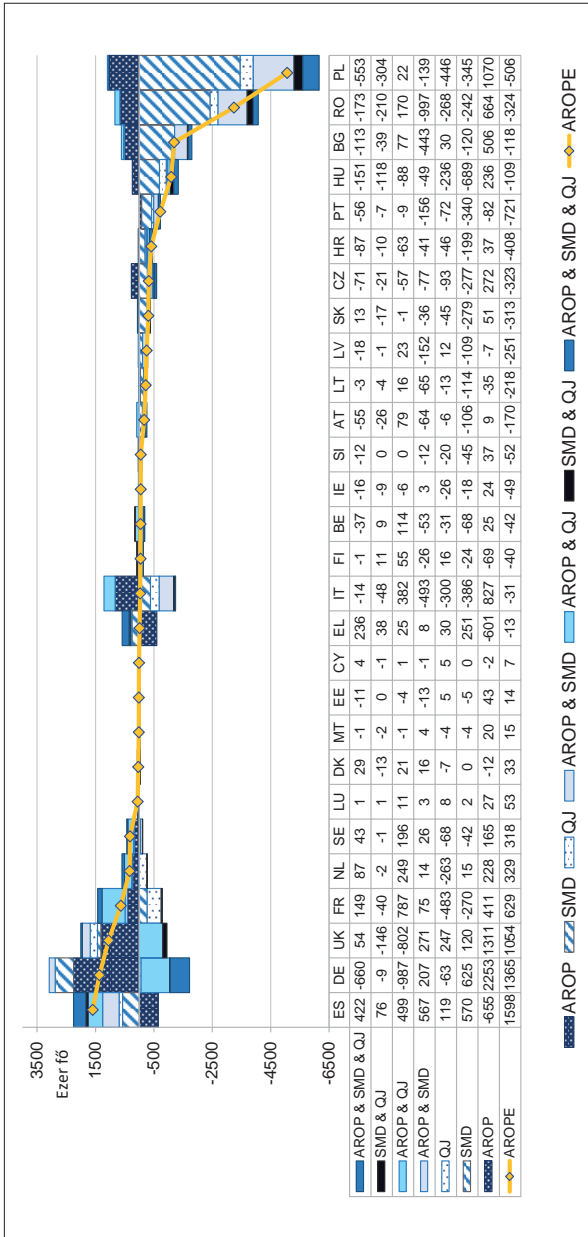 Ezer fő
3500
1500
-500
-2500
-4500
-6500
ES DE UK FR NL SE LU DK MT EE CY EL IT FI BE IE SI AT LT LV SK CZ HR PT HU BG RO PL
AROP & SMD & QJ 422 -660 54 149 87 43 1 29 -1 -11 4 236 -14 -1 -37 -16 -12 -55 -3 -18 13 -71 -87 -56 -151 -113 -173 -553
SMD & QJ 76 -9 -146 -40 -2 -1 1 -13 -2 0 -1 38 -48 11 9 -9 0 -26 -4 -1 -17 -21 -10 -7 -118 -39 -210 -304
AROP & QJ 499 -987 -802 787 249 196 11 21 -1 -4 1 25 382 55 114 -6 0 79 16 23 -1 -57 -63 -9 -88 77 170 22
AROP & SMD 567 207 271 75 14 26 3 16 4 -13 -1 8 -493 -26 -53 3 -12 -64 -65 -152 -36 -77 -41 -156 -49 -443 -997 -139
QJ 119 -63 247 -483 -263 -68 8 -7 -4 5 5 30 -300 16 -31 -26 -20 -6 -13 12 -45 -93 -46 -72 -236 30 -266 -446
SMD 570 625 120 -270 15 -42 2 0 -4 -5 0 251 -386 -24 -68 -18 -45 -106 -114 -109 -279 -277 -199 -340 -689 -120 -242 -345
AROP -655 2253 1311 411 228 165 27 -12 20 43 -2 -601 827 -69 25 24 37 9 -35 -7 51 272 37 -82 236 506 664 1070
AROPE 1598 1365 1054 629 329 318 53 33 15 14 7 -13 -31 -40 -42 -49 -52 -170 -218 -251 -313 -323 -408 -721 -109 -118 -324 -506
AROP SMD QJ AROP & SMD AROP & QJ SMD & QJ AROP & SMD & QJ AROPE